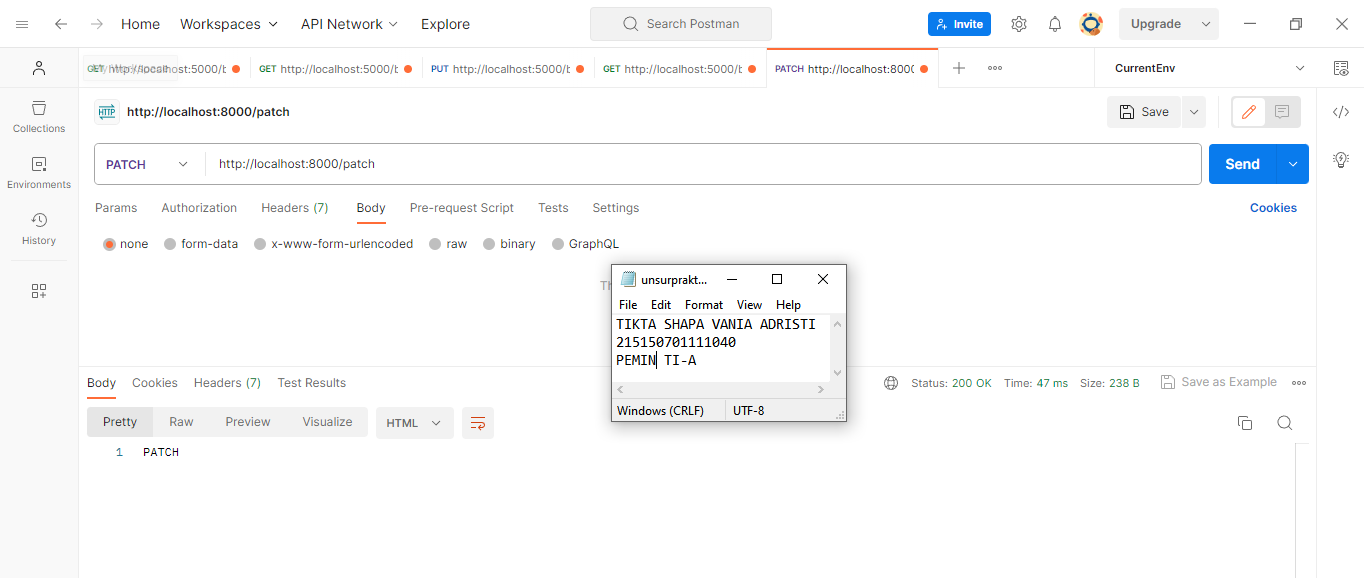 Home Workspaces API Network Explore Search Postman Invite Upgrade
GET http://localhost:5000/b GET http://localhost:5000/b PUT http://localhost:5000/b GET http://localhost:5000/b PATCH http://localhost:8000 CurrentEnv
HTTP http://localhost:8000/patch Save
Collections
PATCH http://localhost:8000/patch Send
Environments
Params Authorization Headers (7) Body Pre-request Script Tests Settings Cookies
History
none form-data x-www-form-urlencoded raw binary GraphQL
unsurprakt...
File Edit Format View Help
TIKTA SHAPA VANIA ADRISTI
215150701111040
PEMIN TI-A
Windows (CRLF) UTF-8
Body Cookies Headers (7) Test Results Status: 200 OK Time: 47 ms Size: 238 B Save as Example
Pretty Raw Preview Visualize HTML
1 PATCH